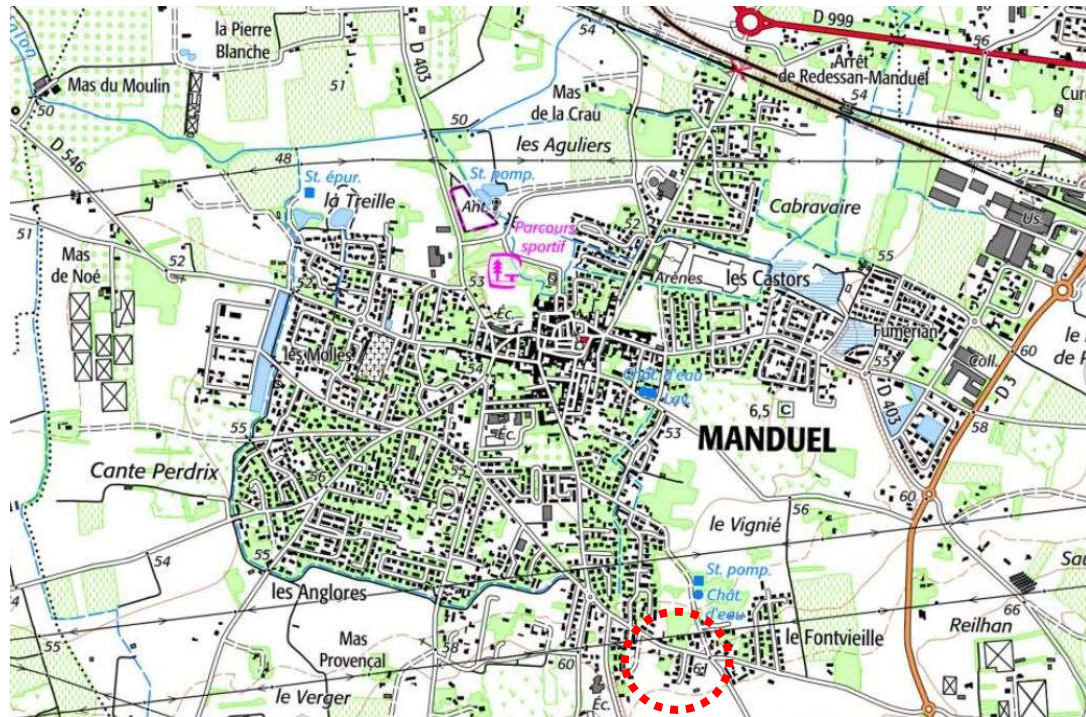 la Pierre
Blanche
D 999
54
56
D 403
Arrêt
de Redessan-Manduel
Mas du Moulin
51
Mas
de la Crau
54
50
50
les Aguliers
D 546
48
St. épur.
St. pomp.
la Treille
Ant.
Cabravaire
Us.
Parcours
sportif
52
51
Mas
de Noé
52
53
Arènes
les Castors
55
52
Éc.
Fumérian
les Molles
54
55
60
Coll.
Chât. d'eau
Lav.
6,5
C
D 403
D 3
55
Éc.
53
MANDUEL
58
Cante Perdrix
55
56
60
le Vignié
56
54
55
St. pomp.
Chât.
d'eau
les Anglores
66
Reilhan
55
Mas
Provençal
58
60
le Fontvieille
61
le Verger
Éc.